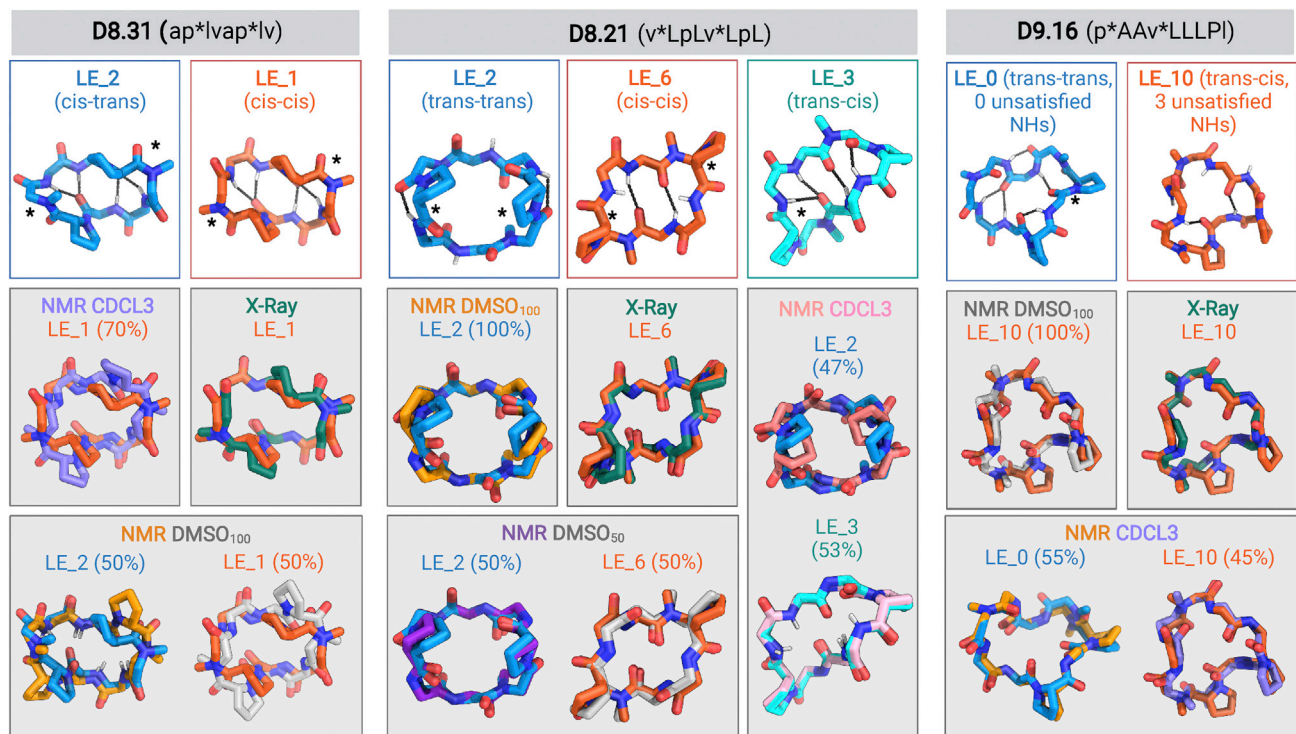 D8.31 (ap*lvap*lv)
LE_2
(cis-trans)
LE_1
(cis-cis)
*
*
*
*
NMR CDCL3
LE_1 (70%)
X-Ray
LE_1
NMR DMSO100
LE_2 (50%)
LE_1 (50%)
D8.21 (v*LpLv*LpL)
LE_2
(trans-trans)
LE_6
(cis-cis)
LE_3
(trans-cis)
*
*
*
*
*
NMR DMSO100
LE_2 (100%)
X-Ray
LE_6
NMR CDCL3
LE_2
(47%)
LE_3
(53%)
NMR DMSO50
LE_2 (50%)
LE_6 (50%)
D9.16 (p*AAv*LLLPl)
LE_0 (trans-trans,
0 unsatisfied
NHs)
LE_10 (trans-cis,
3 unsatisfied
NHs)
*
NMR DMSO100
LE_10 (100%)
X-Ray
LE_10
NMR CDCL3
LE_0 (55%)
LE_10 (45%)